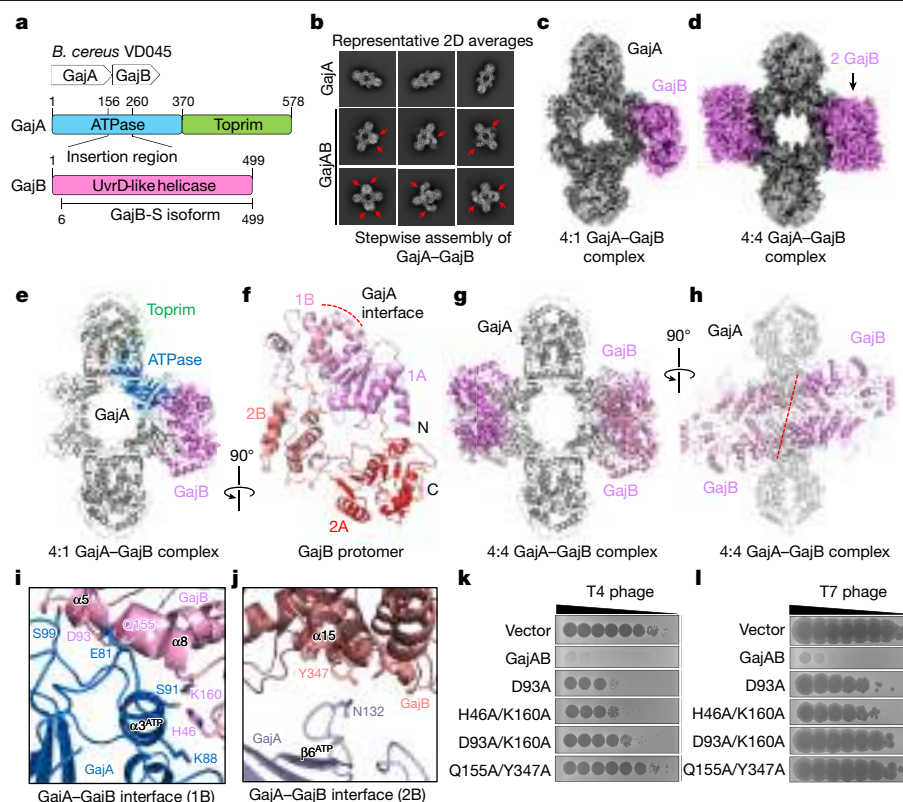 a
B. cereus VD045
GajA GajB
1 156 260 370 578
GajA ATPase Toprim
Insertion region
1 499
GajB UvrD-like helicase
6 GajB-S isoform 499
b
Representative 2D averages
GajA
GajAB
Stepwise assembly of
GajA–GajB
c
GajA
GajB
4:1 GajA–GajB
complex
d
2 GajB
4:4 GajA–GajB
complex
e
Toprim
ATPase
GajA
GajB
90°
4:1 GajA–GajB complex
f
1B
GajA
interface
1A
2B
N
C
2A
GajB protomer
g
GajA
GajB
90°
4:4 GajA–GajB complex
h
GajA
GajB
GajB
4:4 GajA–GajB complex
i
α5
GajB
S99
D93
Q155
α8
E81
S91
K160
H46
α3ATP
K88
GajA
GajA–GajB interface (1B)
j
α15
Y347
GajB
N132
GajA
β6ATP
GajA–GajB interface (2B)
k
T4 phage
Vector
GajAB
D93A
H46A/K160A
D93A/K160A
Q155A/Y347A
l
T7 phage
Vector
GajAB
D93A
H46A/K160A
D93A/K160A
Q155A/Y347A